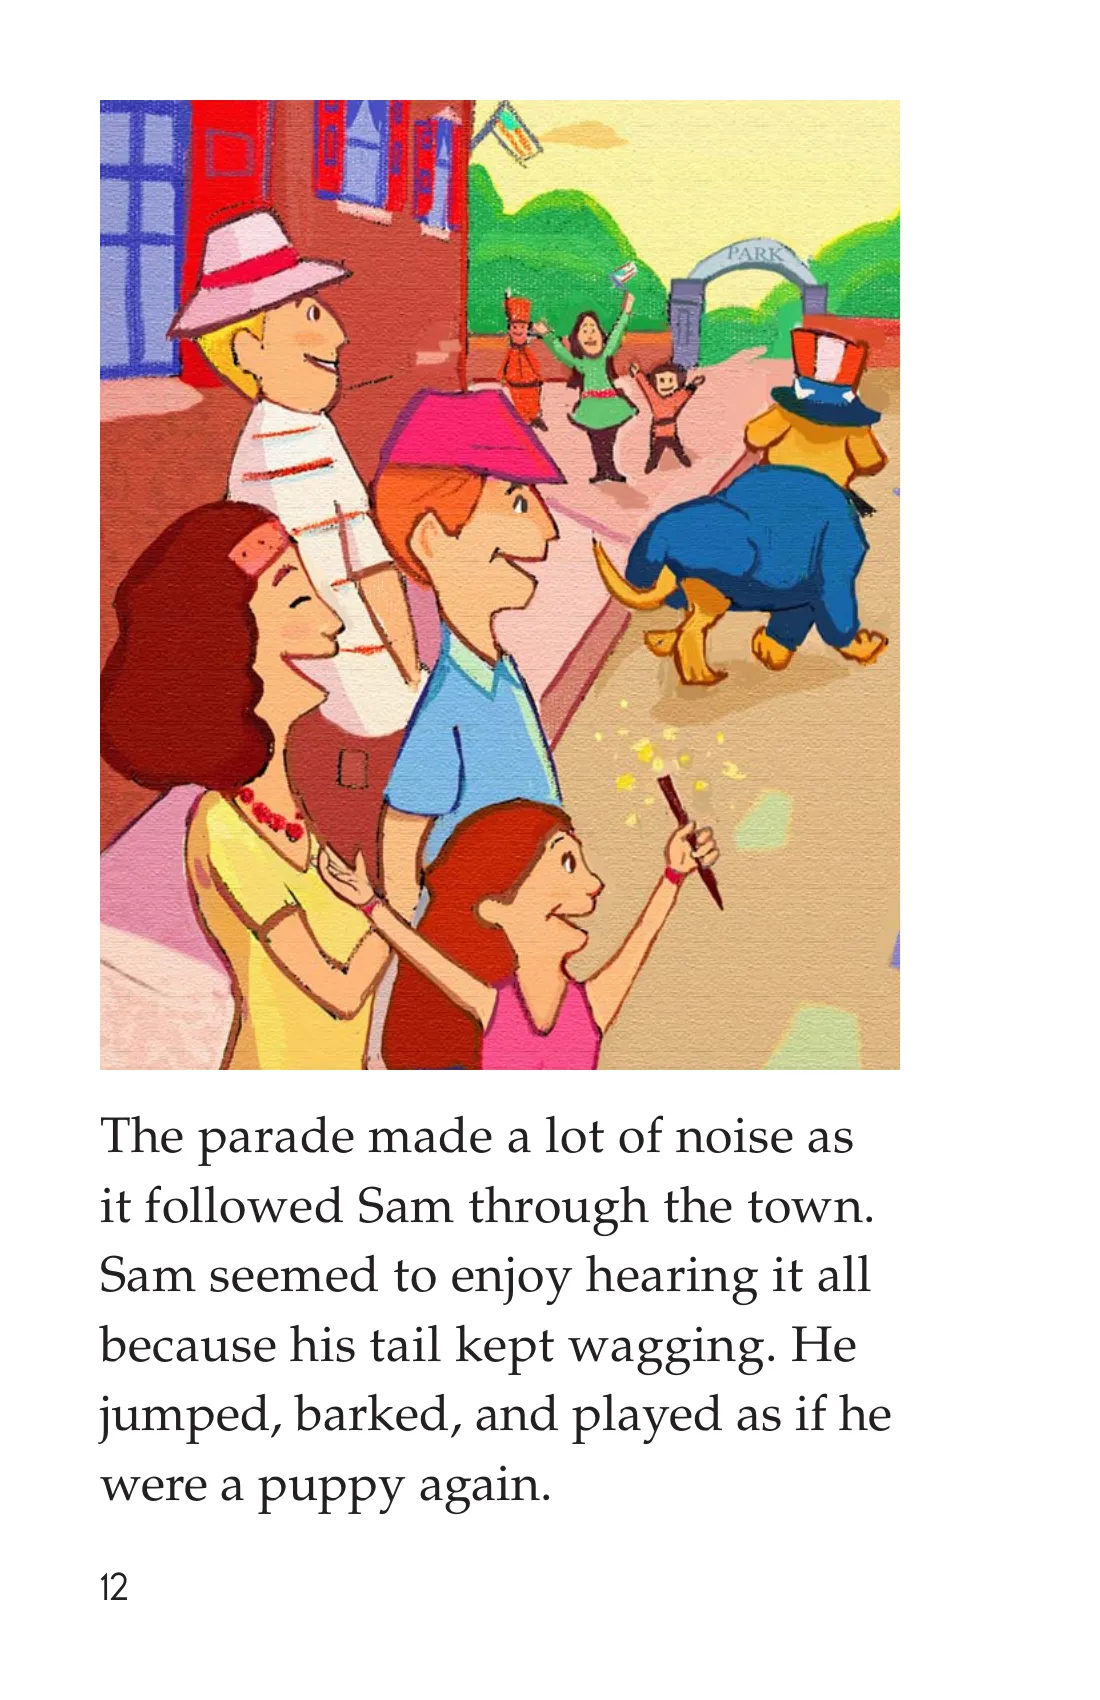 PARK
The parade made a lot of noise as
it followed Sam through the town.
Sam seemed to enjoy hearing it all
because his tail kept wagging. He
jumped, barked, and played as if he
were a puppy again.
12